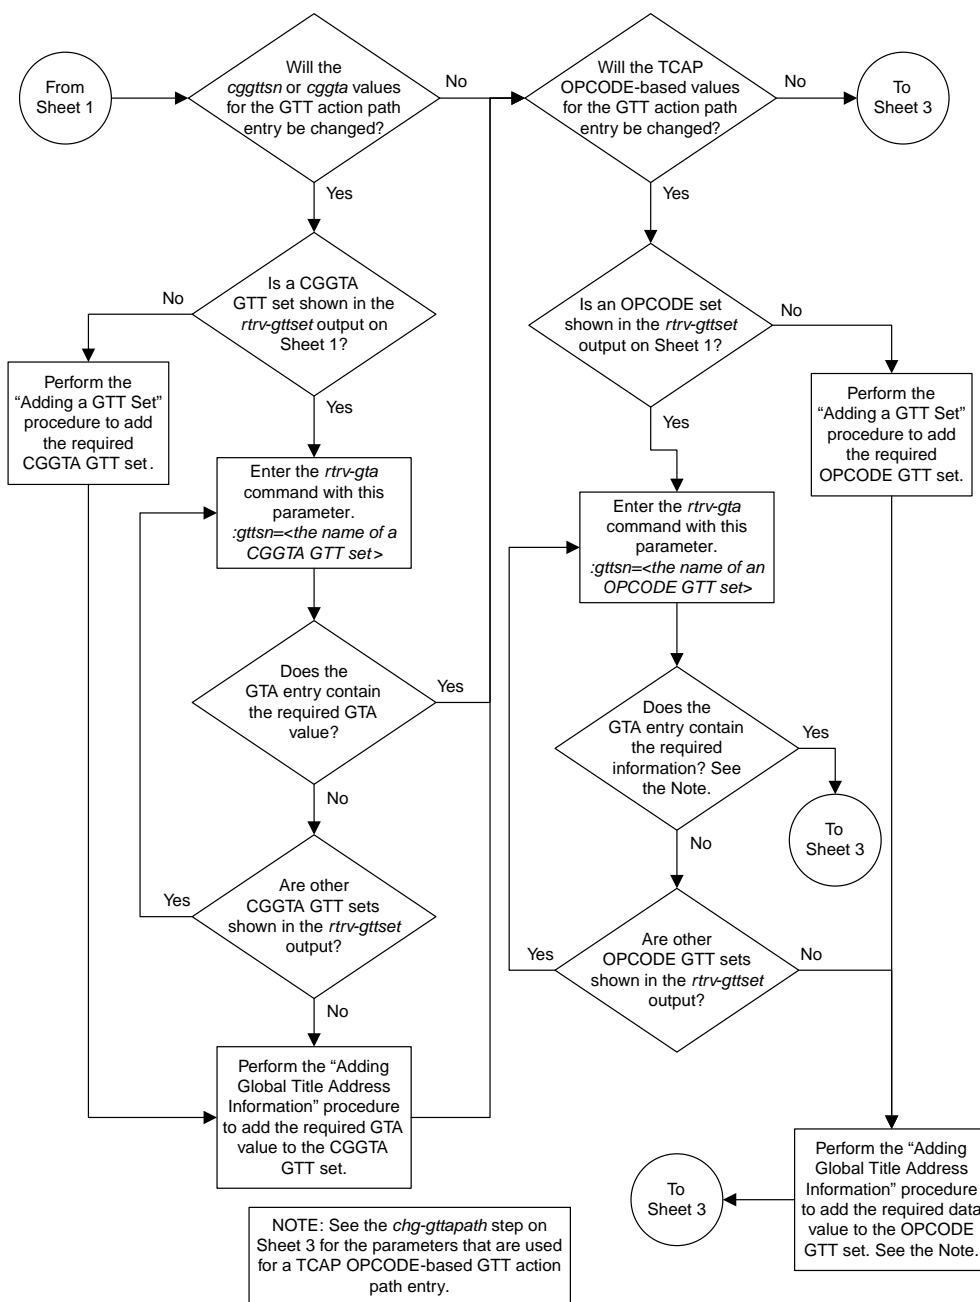 From
Sheet 1
Will the
cggttsn or cggta values
for the GTT action path
entry be changed?
No
Yes
Will the TCAP
OPCODE-based values
for the GTT action path
entry be changed?
No
Yes
To
Sheet 3
Is a CGGTA
GTT set shown in the
rtrv-gttset output on
Sheet 1?
No
Yes
Perform the
“Adding a GTT Set”
procedure to add
the required
CGGTA GTT set.
Enter the rtrv-gta
command with this
parameter.
:gttsn=<the name of a
CGGTA GTT set>
Does the
GTA entry contain
the required GTA
value?
Yes
No
Are other
CGGTA GTT sets
shown in the rtrv-gttset
output?
Yes
No
Perform the “Adding
Global Title Address
Information” procedure
to add the required GTA
value to the CGGTA
GTT set.
Is an OPCODE set
shown in the rtrv-gttset
output on Sheet 1?
No
Yes
Perform the
“Adding a GTT Set”
procedure to add
the required
OPCODE GTT set.
Enter the rtrv-gta
command with this
parameter.
:gttsn=<the name of an
OPCODE GTT set>
Does the
GTA entry contain
the required
information? See
the Note.
Yes
No
To
Sheet 3
Are other
OPCODE GTT sets
shown in the rtrv-gttset
output?
Yes
No
Perform the “Adding
Global Title Address
Information” procedure
to add the required data
value to the OPCODE
GTT set. See the Note.
To
Sheet 3
NOTE: See the chg-gttapath step on
Sheet 3 for the parameters that are used
for a TCAP OPCODE-based GTT action
path entry.